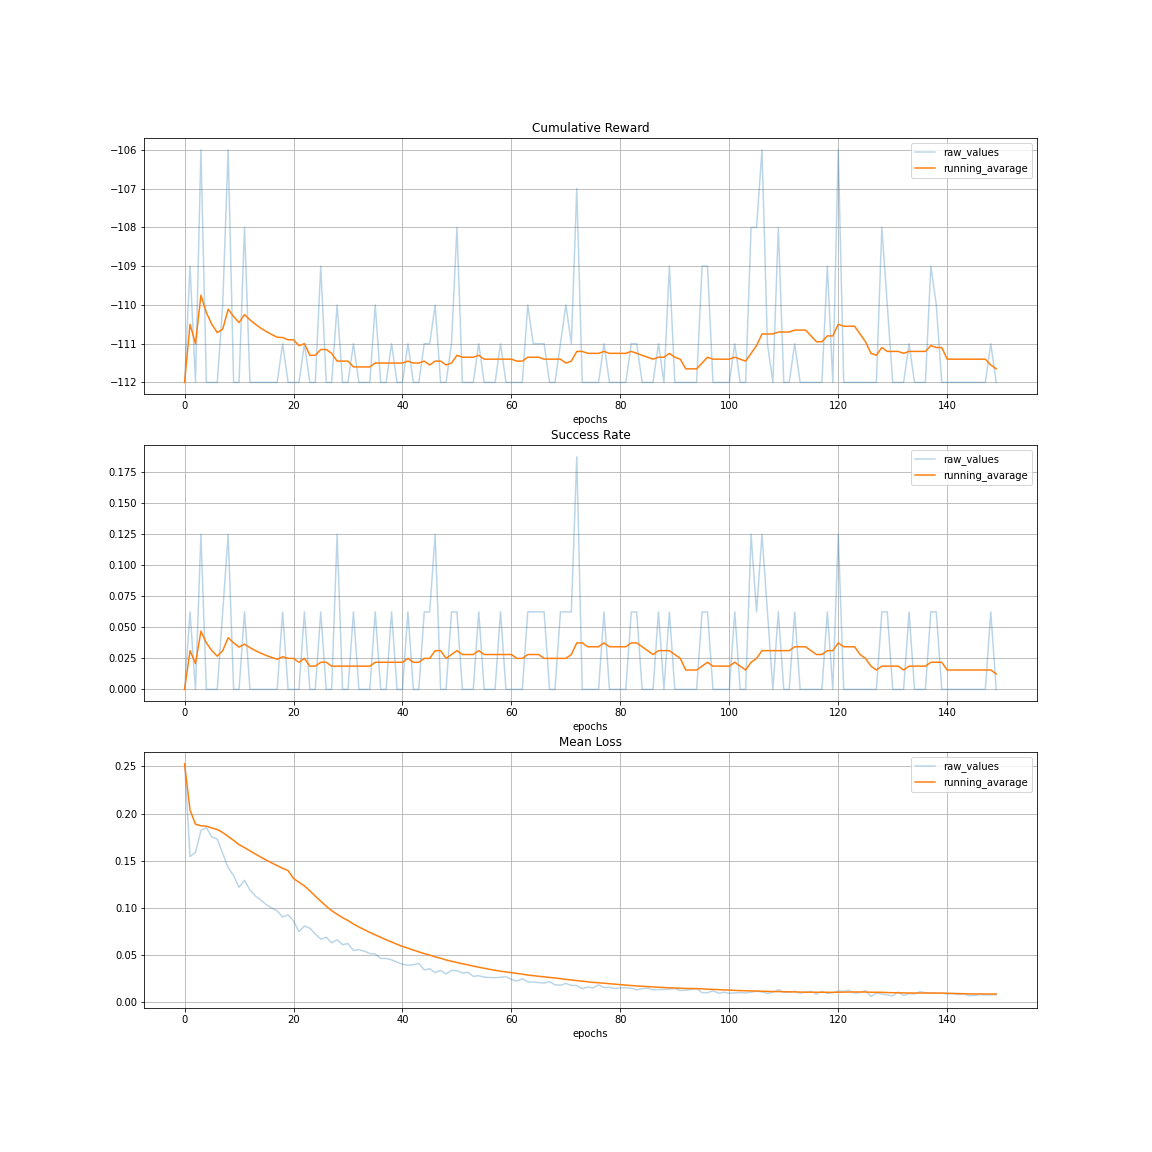 Cumulative Reward
−106
−107
−108
−109
−110
−111
−112
raw_values
running_avarage
0 20 40 60 80 100 120 140
epochs
Success Rate
0.175
0.150
0.125
0.100
0.075
0.050
0.025
0.000
raw_values
running_avarage
0 20 40 60 80 100 120 140
epochs
Mean Loss
0.25
0.20
0.15
0.10
0.05
0.00
raw_values
running_avarage
0 20 40 60 80 100 120 140
epochs